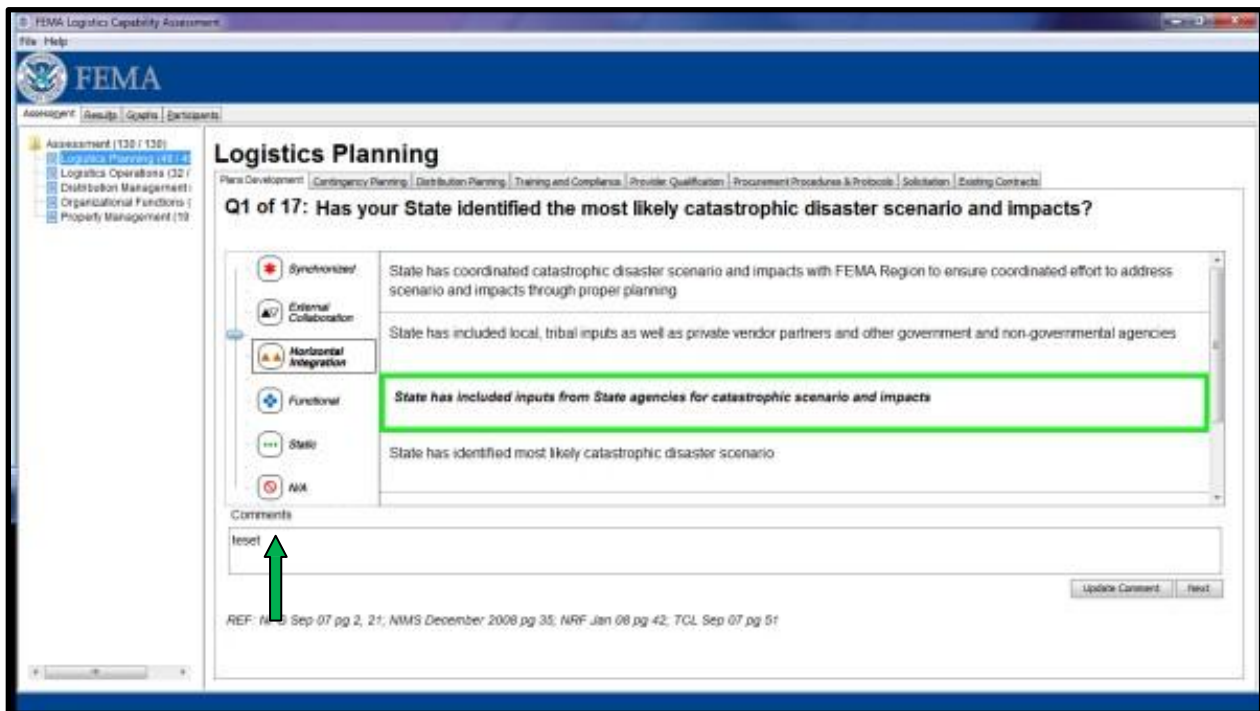 FEMA Logistics Capability Assessment
File Help
FEMA
Assessment Results Graphs Participants
Assessment (130 / 130)
Logistics Planning
Logistics Operations (32 /
Distribution Management
Organizational Functions (
Property Management (19
Logistics Planning
Plans Development Contingency Planning Distribution Planning Training and Compliance Provider Qualification Procurement Procedures & Protocols Solicitation Existing Contracts
Q1 of 17: Has your State identified the most likely catastrophic disaster scenario and impacts?
Synchronized
State has coordinated catastrophic disaster scenario and impacts with FEMA Region to ensure coordinated effort to address
scenario and impacts through proper planning
External
Collaboration
State has included local, tribal inputs as well as private vendor partners and other government and non-governmental agencies
Horizontal
Integration
Functional
State has included inputs from State agencies for catastrophic scenario and impacts
Static
State has identified most likely catastrophic disaster scenario
N/A
Comments
teset
Update Comment Next
REF: Sep 07 pg 2, 21; NIMS December 2008 pg 35; NRF Jan 08 pg 42; TCL Sep 07 pg 51